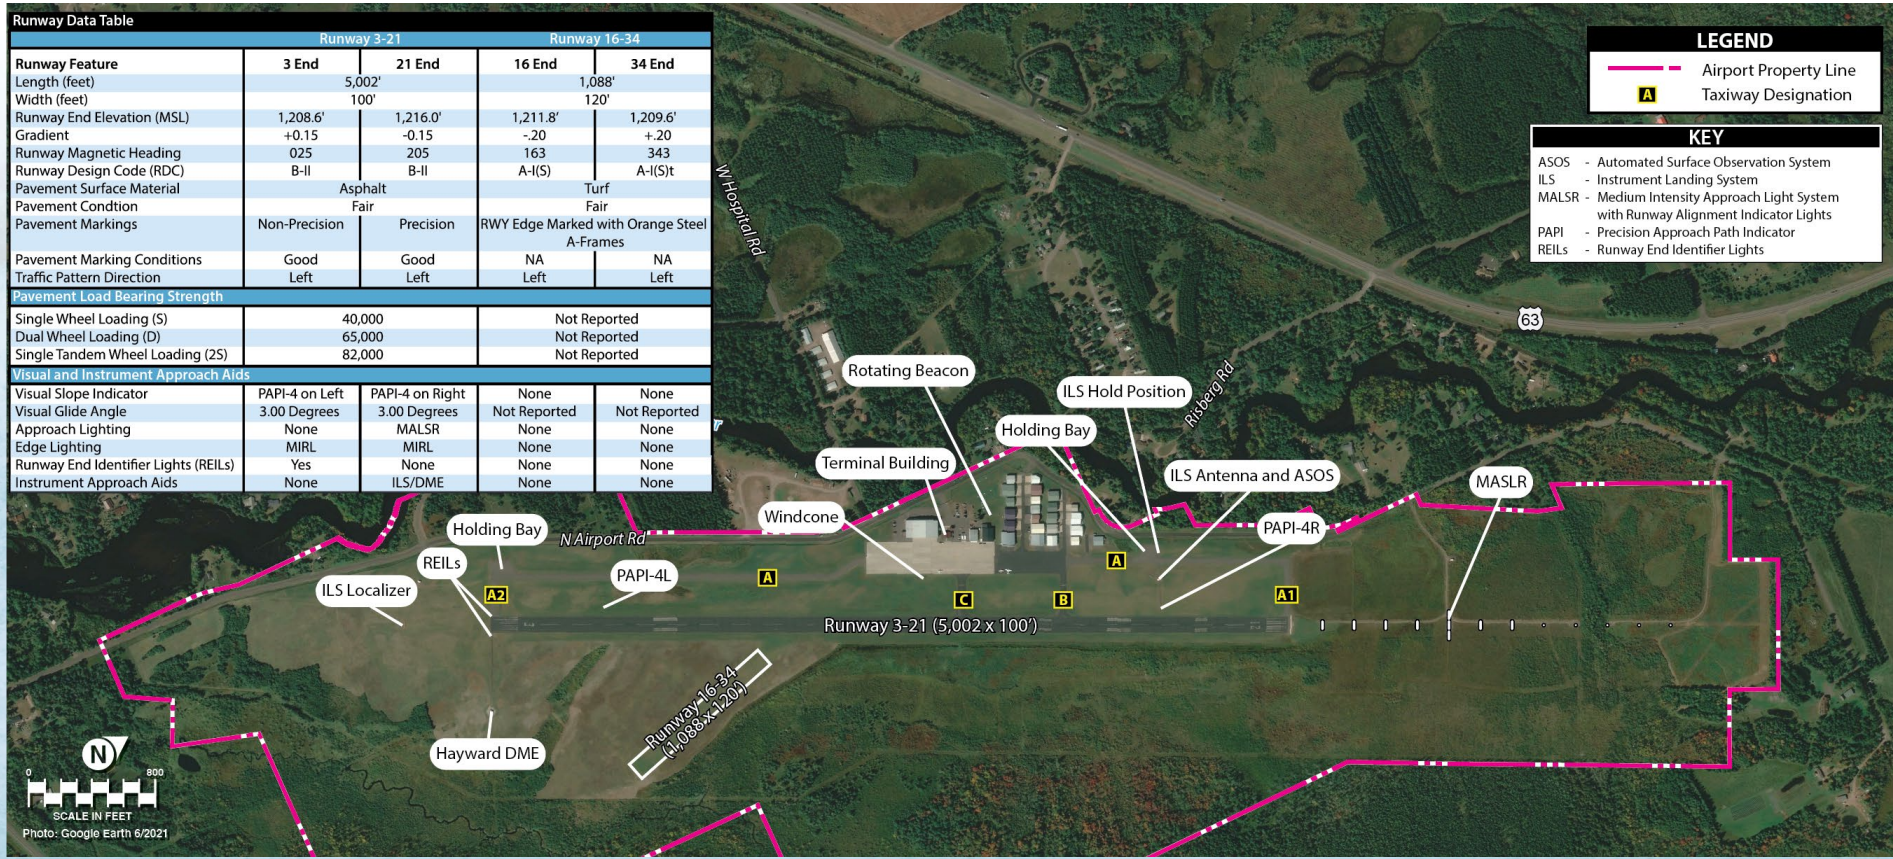 Runway Data Table
Runway 3-21 Runway 16-34
Runway Feature 3 End 21 End 16 End 34 End
Length (feet) 5,002' 1,088'
Width (feet) 100' 120'
Runway End Elevation (MSL) 1,208.6' 1,216.0' 1,211.8' 1,209.6'
Gradient +0.15 -0.15 -.20 +.20
Runway Magnetic Heading 025 205 163 343
Runway Design Code (RDC) B-II B-II A-I(S) A-I(S)t
Pavement Surface Material Asphalt Turf
Pavement Condtion Fair Fair
Pavement Markings Non-Precision Precision RWY Edge Marked with Orange Steel
A-Frames
Pavement Marking Conditions Good Good NA NA
Traffic Pattern Direction Left Left Left Left
Pavement Load Bearing Strength
Single Wheel Loading (S) 40,000 Not Reported
Dual Wheel Loading (D) 65,000 Not Reported
Single Tandem Wheel Loading (2S) 82,000 Not Reported
Visual and Instrument Approach Aids
Visual Slope Indicator PAPI-4 on Left PAPI-4 on Right None None
Visual Glide Angle 3.00 Degrees 3.00 Degrees Not Reported Not Reported
Approach Lighting None MALSR None None
Edge Lighting MIRL MIRL None None
Runway End Identifier Lights (REILs) Yes None None None
Instrument Approach Aids None ILS/DME None None
LEGEND
Airport Property Line
A Taxiway Designation
KEY
ASOS - Automated Surface Observation System
ILS - Instrument Landing System
MALSR - Medium Intensity Approach Light System
with Runway Alignment Indicator Lights
PAPI - Precision Approach Path Indicator
REILs - Runway End Identifier Lights
W Hospital Rd
63
Risberg Rd
Rotating Beacon
ILS Hold Position
Holding Bay
Terminal Building
ILS Antenna and ASOS
MASLR
Windcone
PAPI-4R
Holding Bay
N Airport Rd
REILs
PAPI-4L
ILS Localizer
A2
A
A
C
B
A1
Runway 3-21 (5,002 x 100')
Runway 16-34
(1,088 x 120')
Hayward DME
N
0 800
SCALE IN FEET
Photo: Google Earth 6/2021